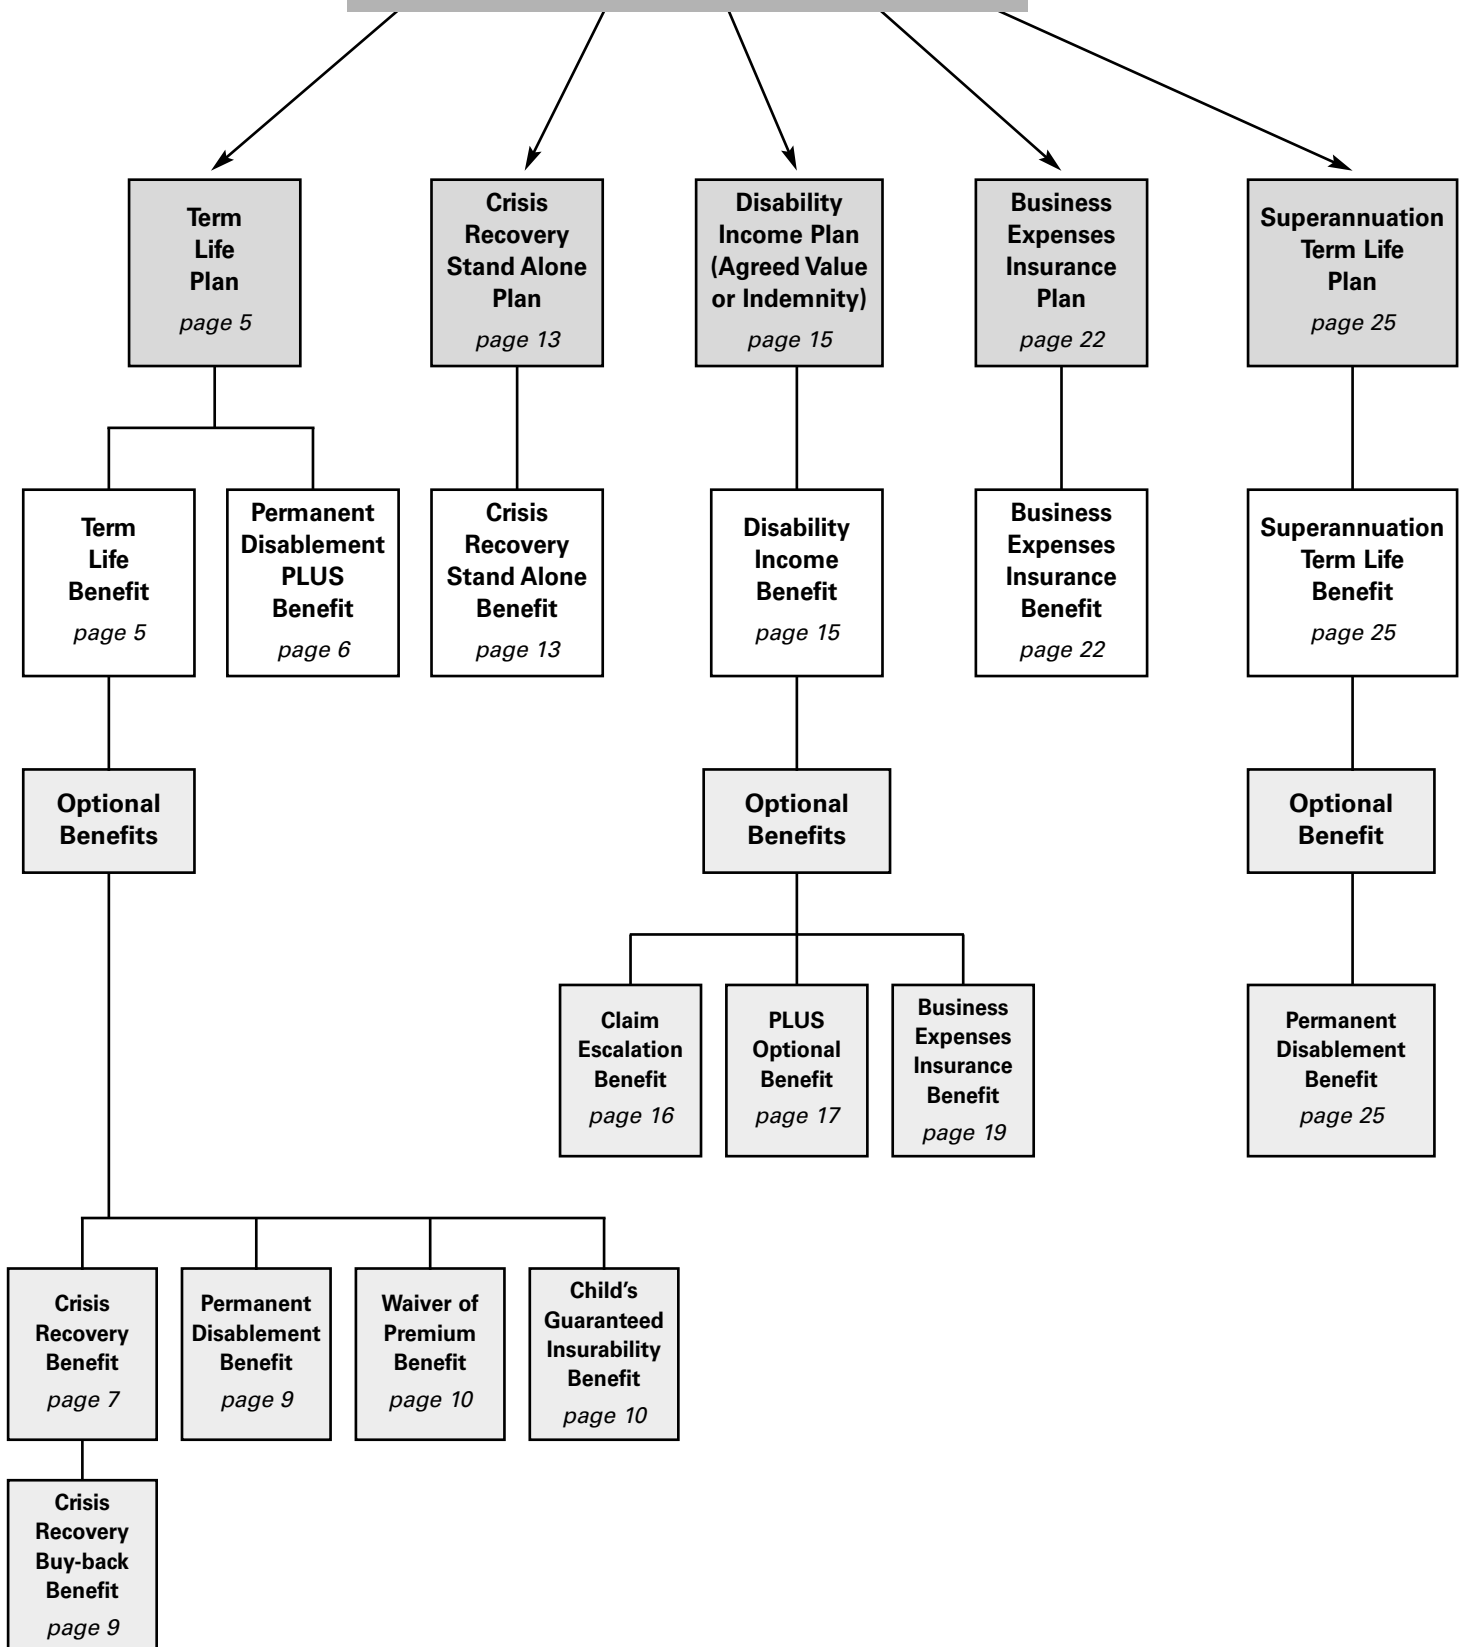 Term
Life
Plan
page 5
Crisis
Recovery
Stand Alone
Plan
page 13
Disability
Income Plan
(Agreed Value
or Indemnity)
page 15
Business
Expenses
Insurance
Plan
page 22
Superannuation
Term Life
Plan
page 25
Term
Life
Benefit
page 5
Permanent
Disablement
PLUS
Benefit
page 6
Crisis
Recovery
Stand Alone
Benefit
page 13
Disability
Income
Benefit
page 15
Business
Expenses
Insurance
Benefit
page 22
Superannuation
Term Life
Benefit
page 25
Optional
Benefits
Optional
Benefits
Optional
Benefit
Claim
Escalation
Benefit
page 16
PLUS
Optional
Benefit
page 17
Business
Expenses
Insurance
Benefit
page 19
Permanent
Disablement
Benefit
page 25
Crisis
Recovery
Benefit
page 7
Permanent
Disablement
Benefit
page 9
Waiver of
Premium
Benefit
page 10
Child's
Guaranteed
Insurability
Benefit
page 10
Crisis
Recovery
Buy-back
Benefit
page 9